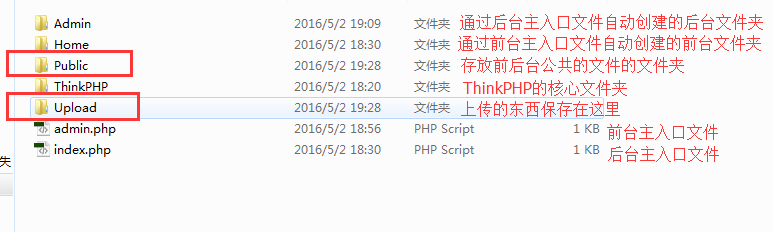 Admin 2016/5/2 19:09 文件夹 通过后台主入口文件自动创建的后台文件夹
Home 2016/5/2 18:30 文件夹 通过前台主入口文件自动创建的前台文件夹
Public 2016/5/2 19:28 文件夹 存放前后台公共的文件的文件夹
ThinkPHP 2016/5/2 18:20 文件夹 ThinkPHP的核心文件夹
Upload 2016/5/2 19:28 文件夹 上传的东西保存在这里
admin.php 2016/5/2 18:56 PHP Script 1 KB 前台主入口文件
index.php 2016/5/2 18:30 PHP Script 1 KB 后台主入口文件
失